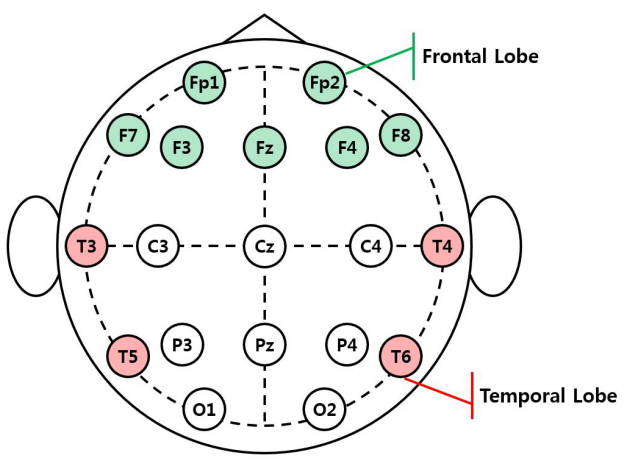 Frontal Lobe
Fp1 Fp2
F7 F3 Fz F4 F8
T3 C3 Cz C4 T4
T5 P3 Pz P4 T6
Temporal Lobe
O1 O2